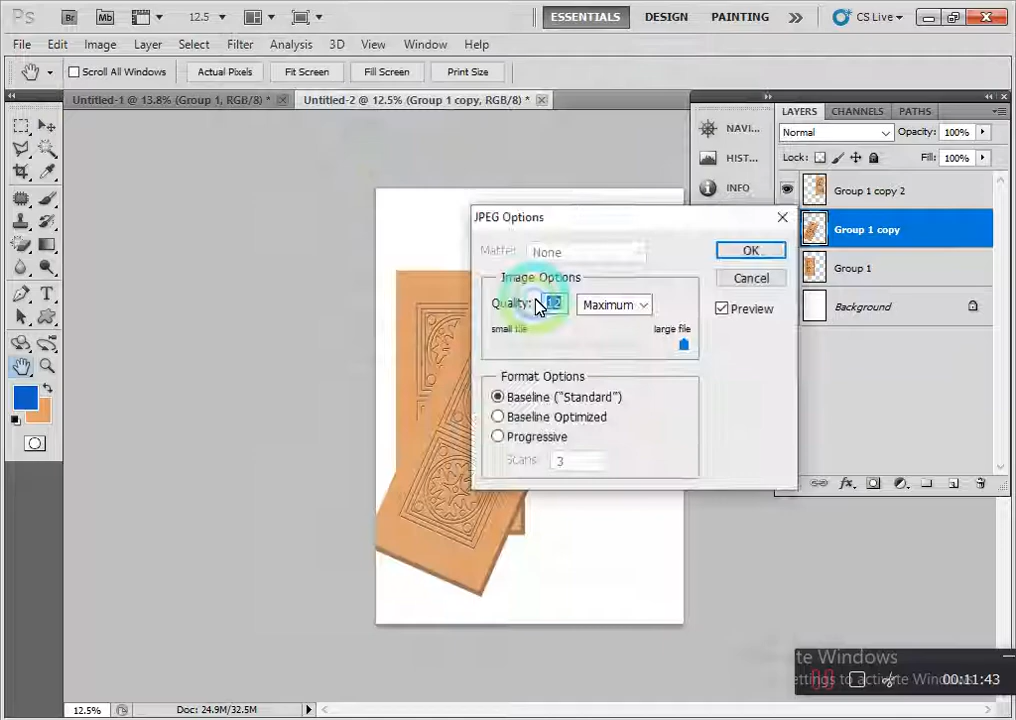 Ps Br Mb 12.5 ESSENTIALS DESIGN PAINTING CS Live
File Edit Image Layer Select Filter Analysis 3D View Window Help
Scroll All Windows Actual Pixels Fit Screen Fill Screen Print Size
Untitled-1 @ 13.8% (Group 1, RGB/8) * Untitled-2 @ 12.5% (Group 1 copy, RGB/8) *
LAYERS CHANNELS PATHS
NAVI...
Normal Opacity: 100%
HIST...
Lock: Fill: 100%
INFO
Group 1 copy 2
JPEG Options
Group 1 copy
Matte: None OK
Group 1
Image Options Cancel
Quality: 12 Maximum Preview
Background
small file large file
Format Options
Baseline ("Standard")
Baseline Optimized
Progressive
Scans: 3
fx
te Windows
ettings to activate Windows.
00:11:43
12.5% Doc: 24.9M/32.5M
T